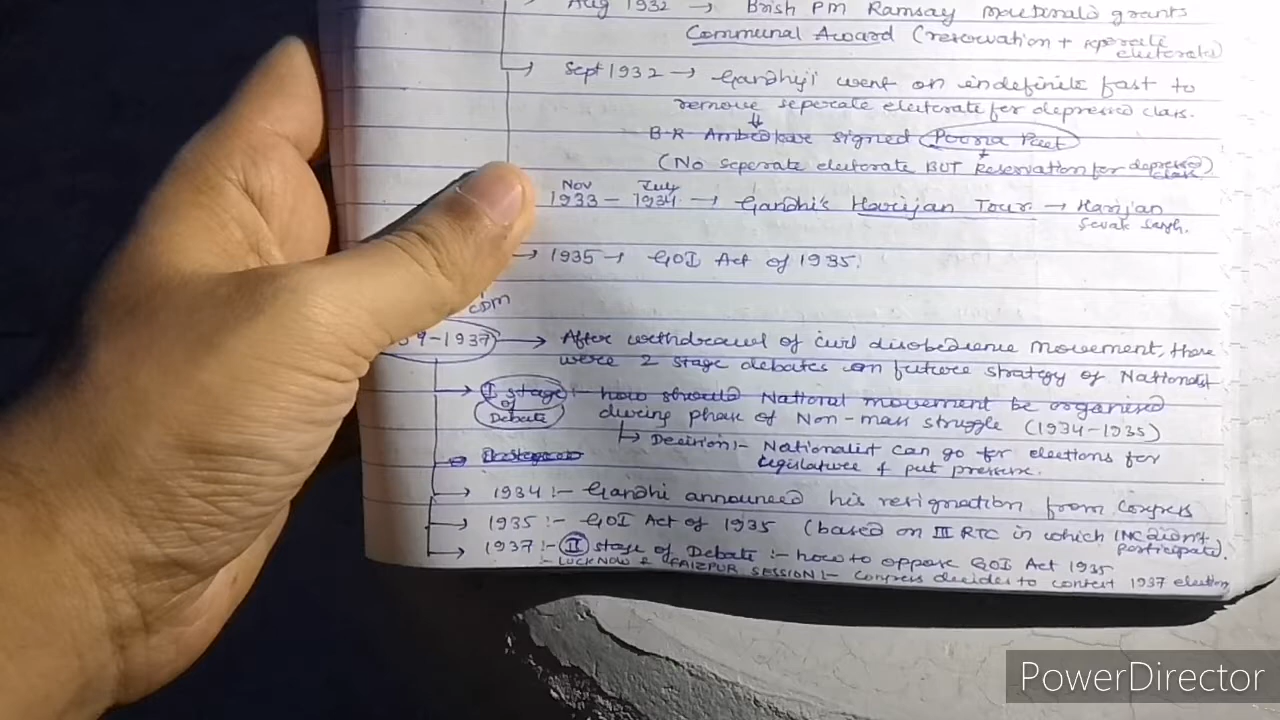 Aug 1932 → Brish PM Ramsay MacDonald grants
Communal Award (reservation + seperate electorate)
Sept 1932 → Gandhiji went on indefinite fast to
remove seperate electorate for depressed class.
B.R. Ambedkar signed Poona Pact
(No seperate electorate BUT Reservation for depressed class)
Nov 1933 - July 1934 → Gandhi's Harijan Tour → Harijan
Sevak Sangh.
→ 1935 → GOI Act of 1935.
CDM
-1937 → After withdrawl of Civil disobedience movement, there
were 2 stage debates on future strategy of Nationalist
I stage of Debate :- how should National movement be organised
during phase of Non-mass struggle (1934-1935)
↳ Decision:- Nationalist can go for elections for
legislature & put pressure.
→ 1934 :- Gandhi announced his resignation from Congress
→ 1935 :- GOI Act of 1935 (based on III RTC in which INC didn't participate).
→ 1937 :- II stage of Debate :- how to oppose GOI Act 1935
:- LUCKNOW & FAIZPUR SESSION :- Congress decides to contest 1937 election
PowerDirector